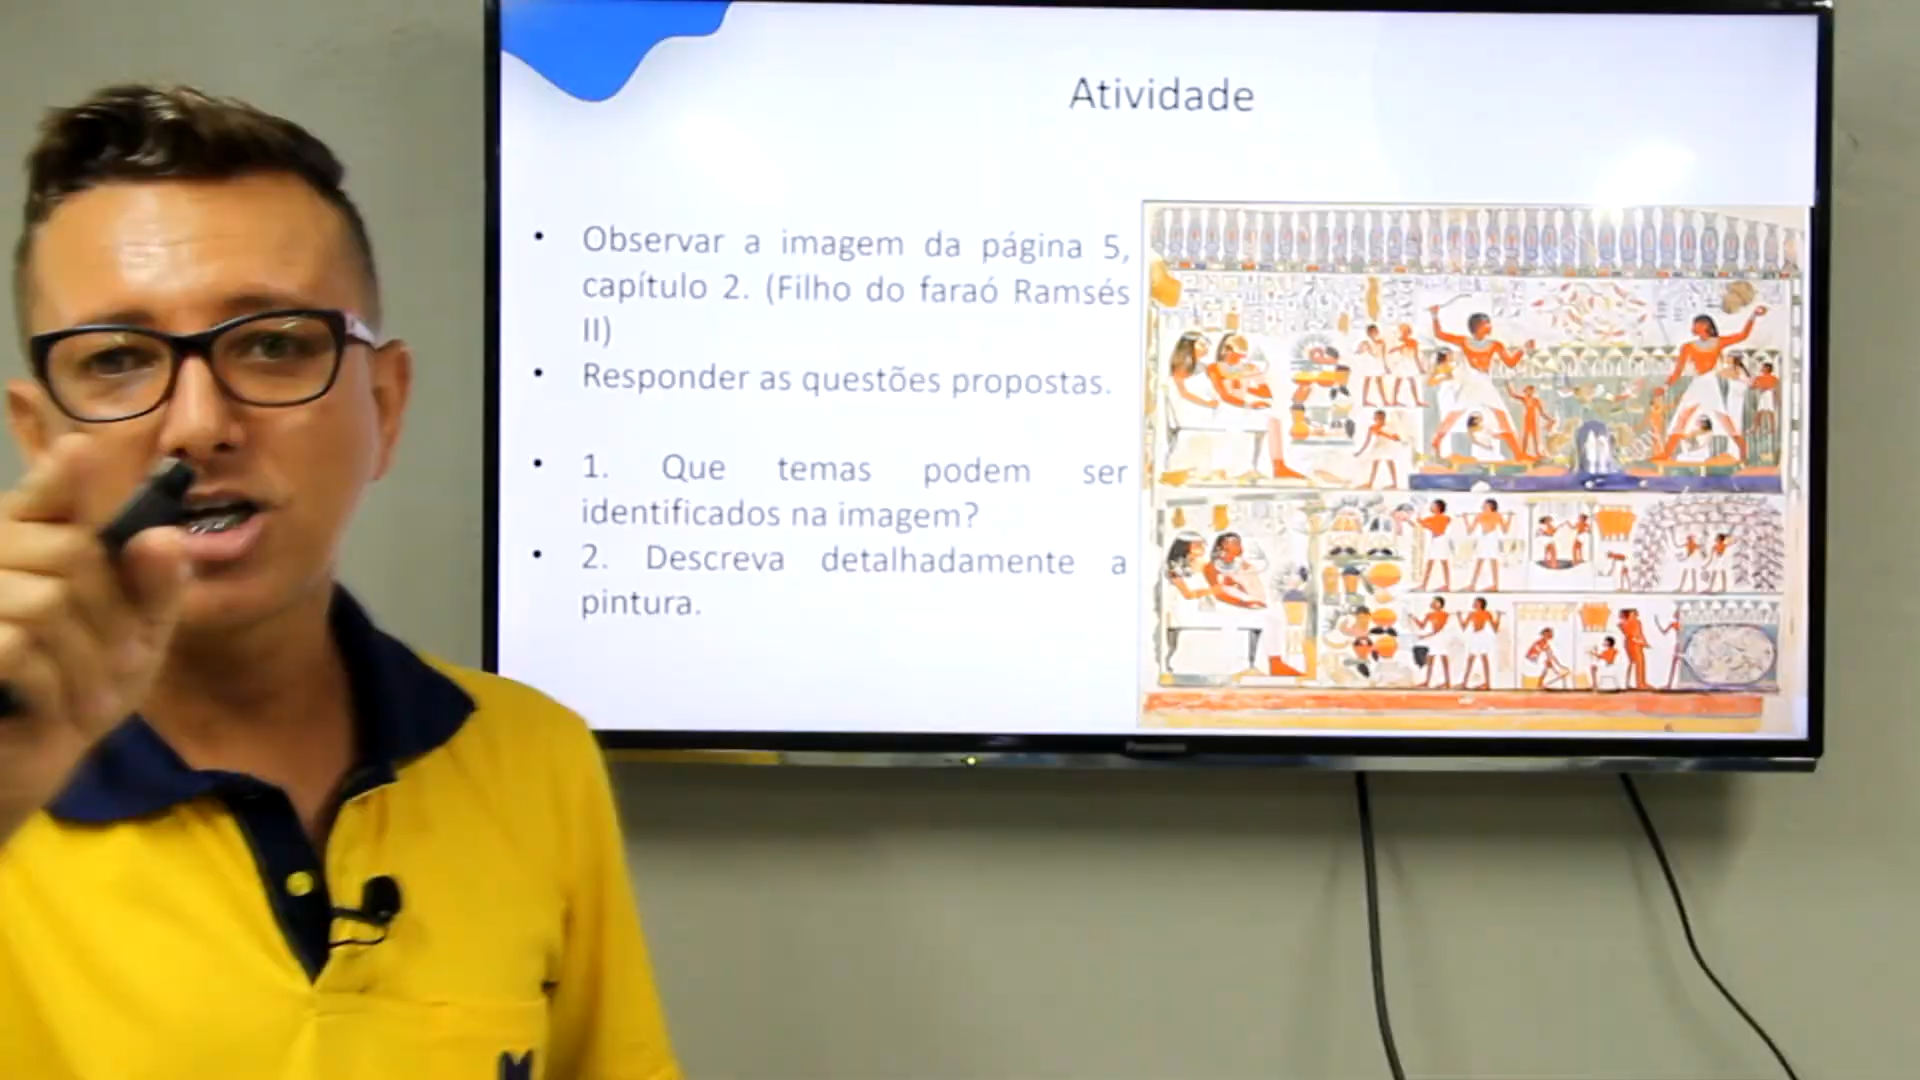 Atividade
• Observar a imagem da página 5,
capítulo 2. (Filho do faraó Ramsés
II)
• Responder as questões propostas.
• 1. Que temas podem ser
identificados na imagem?
• 2. Descreva detalhadamente a
pintura.
Panasonic